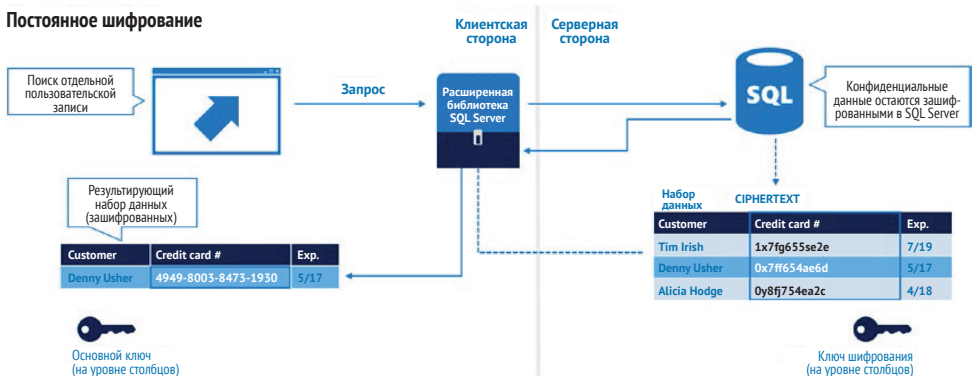 Постоянное шифрование
Клиентская
сторона
Серверная
сторона
Поиск отдельной
пользовательской
записи
Запрос
Расширенная
библиотека
SQL Server
SQL
Конфиденциальные
данные остаются зашиф-
рованными в SQL Server
Результирующий
набор данных
(зашифрованных)
Customer Credit card # Exp.
Denny Usher 4949-8003-8473-1930 5/17
Набор
данных
CIPHERTEXT
Customer Credit card # Exp.
Tim Irish 1x7fg655se2e 7/19
Denny Usher 0x7ff654ae6d 5/17
Alicia Hodge 0y8fj754ea2c 4/18
Основной ключ
(на уровне столбцов)
Ключ шифрования
(на уровне столбцов)